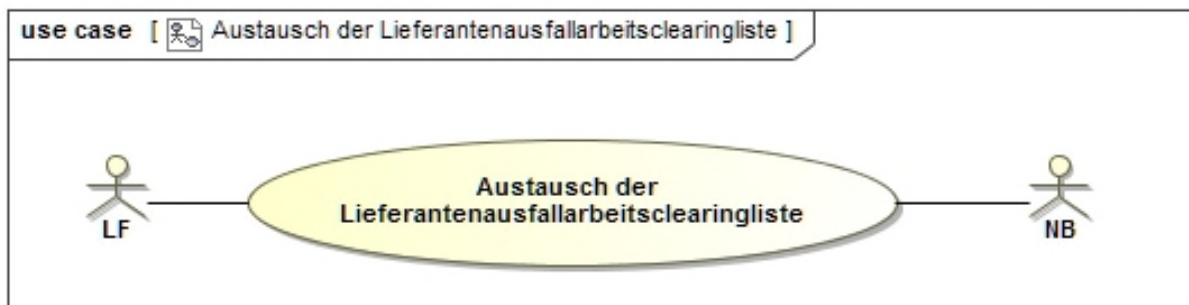 use case [ Austausch der Lieferantenausfallarbeitsclearingliste ]
Austausch der
Lieferantenausfallarbeitsclearingliste
LF
NB